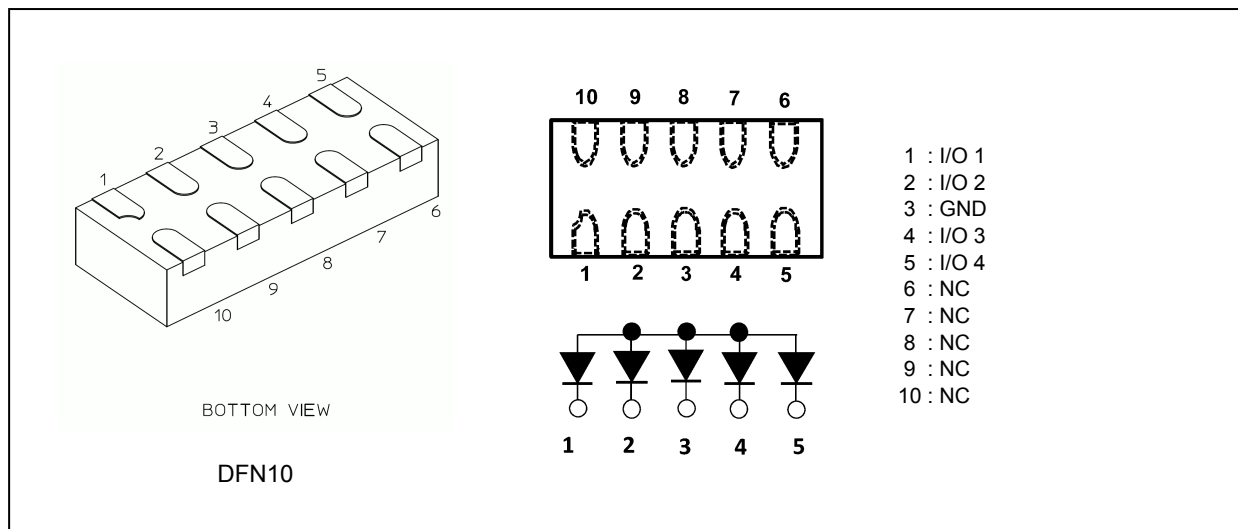 5
4
3
2
1
6
7
8
9
10
BOTTOM VIEW
DFN10
10 9 8 7 6
1 2 3 4 5
1 2 3 4 5
1 : I/O 1
2 : I/O 2
3 : GND
4 : I/O 3
5 : I/O 4
6 : NC
7 : NC
8 : NC
9 : NC
10 : NC